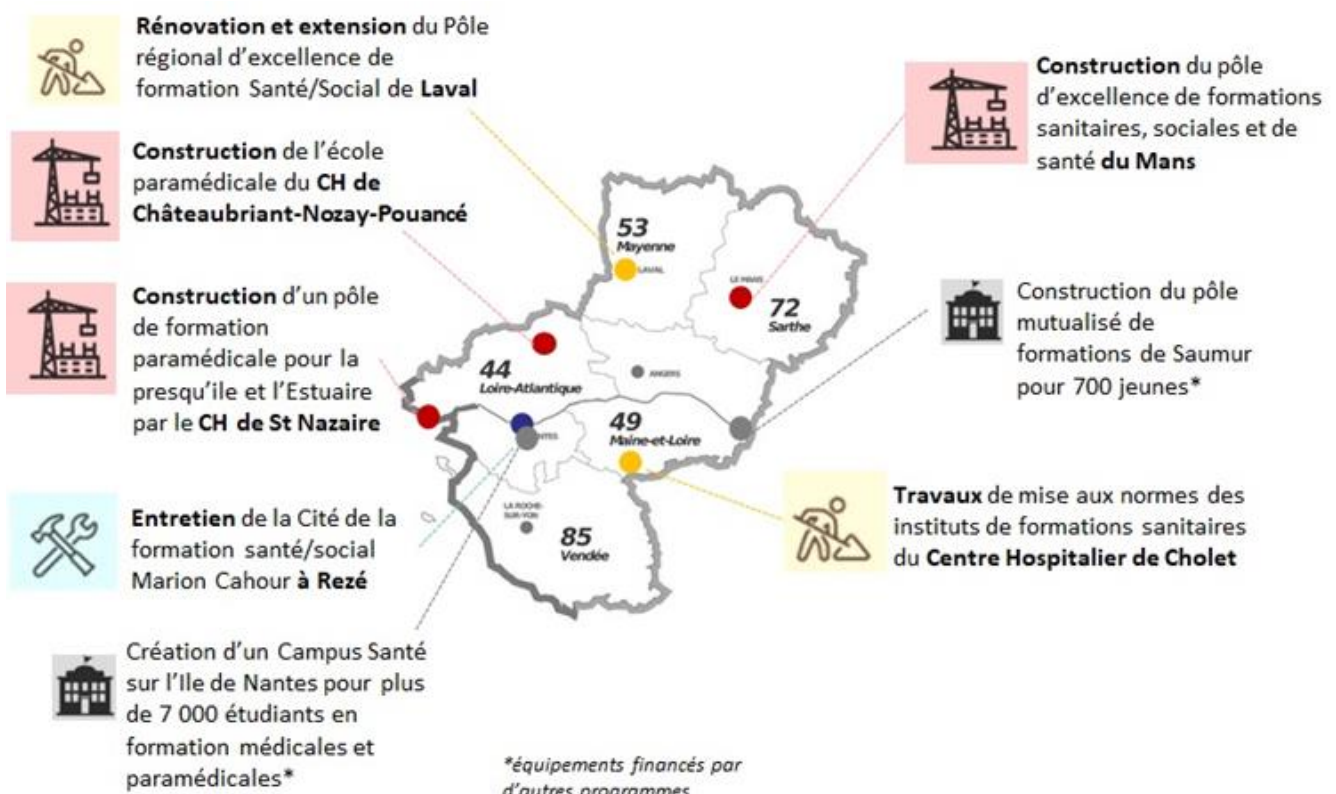 Rénovation et extension du Pôle
régional d'excellence de
formation Santé/Social de Laval
Construction de l'école
paramédicale du CH de
Châteaubriant-Nozay-Pouancé
Construction d'un pôle
de formation
paramédicale pour la
presqu'ile et l'Estuaire
par le CH de St Nazaire
Entretien de la Cité de la
formation santé/social
Marion Cahour à Rezé
Création d'un Campus Santé
sur l'Ile de Nantes pour plus
de 7 000 étudiants en
formation médicales et
paramédicales*
53
Mayenne
LAVAL
LE MANS
72
Sarthe
44
Loire-Atlantique
ANGERS
49
Maine-et-Loire
NTES
LA ROCHE-
SUR-YON
85
Vendée
Construction du pôle
d'excellence de formations
sanitaires, sociales et de
santé du Mans
Construction du pôle
mutualisé de
formations de Saumur
pour 700 jeunes*
Travaux de mise aux normes des
instituts de formations sanitaires
du Centre Hospitalier de Cholet
*équipements financés par
d'autres programmes